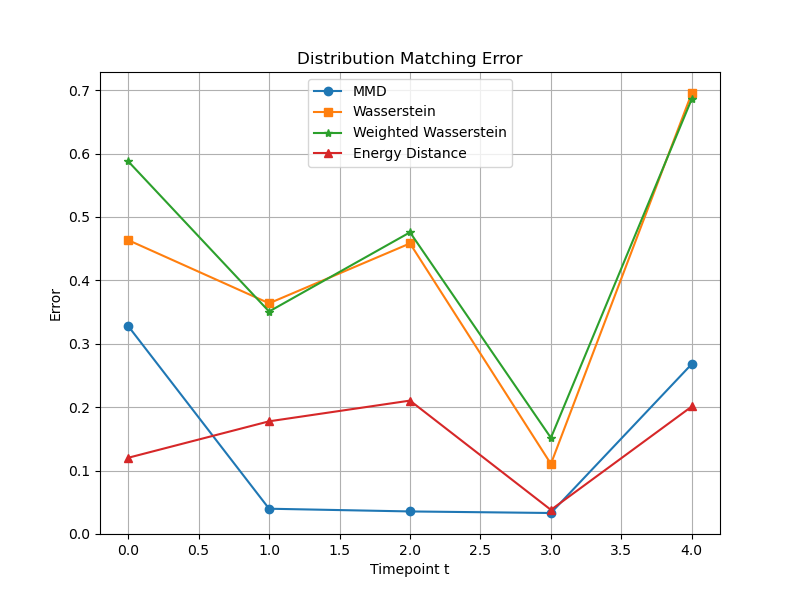 Distribution Matching Error
MMD
Wasserstein
Weighted Wasserstein
Energy Distance
0.7
0.6
0.5
0.4
0.3
0.2
0.1
0.0
Error
0.0 0.5 1.0 1.5 2.0 2.5 3.0 3.5 4.0
Timepoint t